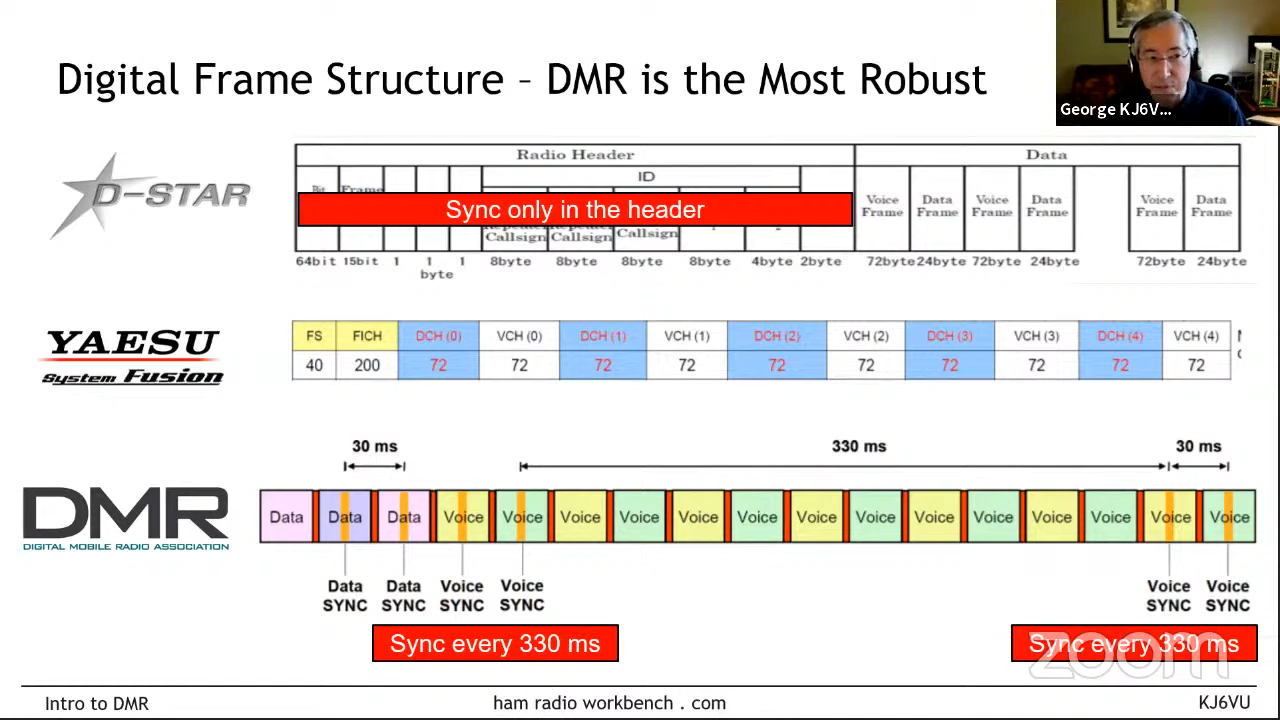 Digital Frame Structure – DMR is the Most Robust
George KJ6V...
D-STAR
Radio Header
Data
ID
Bit
Frame
Sync only in the header
Callsign
Callsign
Callsign
Voice Frame
Data Frame
Voice Frame
Data Frame
Voice Frame
Data Frame
64bit 15bit 1 1 1 8byte 8byte 8byte 8byte 4byte 2byte 72byte 24byte 72byte 24byte 72byte 24byte
byte
YAESU
System Fusion
FS FICH DCH (0) VCH (0) DCH (1) VCH (1) DCH (2) VCH (2) DCH (3) VCH (3) DCH (4) VCH (4)
40 200 72 72 72 72 72 72 72 72 72 72
30 ms 330 ms 30 ms
DMR
DIGITAL MOBILE RADIO ASSOCIATION
Data Data Data Voice Voice Voice Voice Voice Voice Voice Voice Voice Voice Voice Voice Voice Voice
Data Data Voice Voice Voice Voice
SYNC SYNC SYNC SYNC SYNC SYNC
Sync every 330 ms
Sync every 330 ms
zoom
Intro to DMR
ham radio workbench . com
KJ6VU